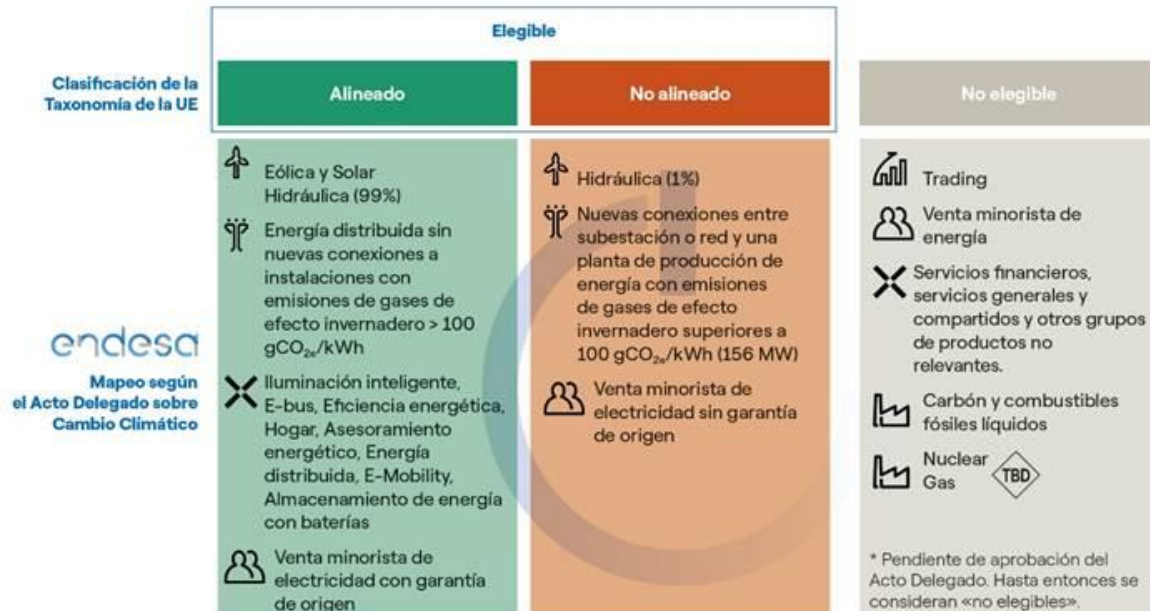 Elegible
Clasificación de la
Taxonomía de la UE
Alineado
No alineado
No elegible
endesa
Mapeo según
el Acto Delegado sobre
Cambio Climático
Eólica y Solar
Hidráulica (99%)
Energía distribuida sin
nuevas conexiones a
instalaciones con
emisiones de gases de
efecto invernadero > 100
gCO₂ₑ/kWh
Iluminación inteligente,
E-bus, Eficiencia energética,
Hogar, Asesoramiento
energético, Energía
distribuida, E-Mobility,
Almacenamiento de energía
con baterías
Venta minorista de
electricidad con garantía
de origen
Hidráulica (1%)
Nuevas conexiones entre
subestación o red y una
planta de producción de
energía con emisiones
de gases de efecto
invernadero superiores a
100 gCO₂ₑ/kWh (156 MW)
Venta minorista de
electricidad sin garantía
de origen
Trading
Venta minorista de
energía
Servicios financieros,
servicios generales y
compartidos y otros grupos
de productos no
relevantes.
Carbón y combustibles
fósiles líquidos
Nuclear
Gas
TBD
* Pendiente de aprobación del
Acto Delegado. Hasta entonces se
consideran «no elegibles».